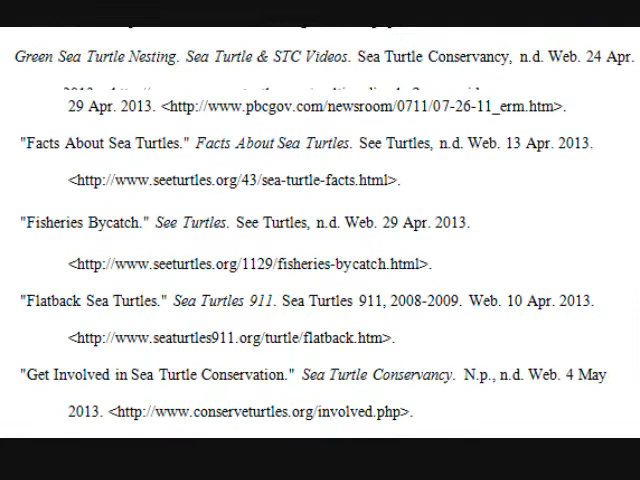 Green Sea Turtle Nesting. Sea Turtle & STC Videos. Sea Turtle Conservancy, n.d. Web. 24 Apr.
29 Apr. 2013. <http://www.pbcgov.com/newsroom/0711/07-26-11_erm.htm>.
"Facts About Sea Turtles." Facts About Sea Turtles. See Turtles, n.d. Web. 13 Apr. 2013.
<http://www.seeturtles.org/43/sea-turtle-facts.html>.
"Fisheries Bycatch." See Turtles. See Turtles, n.d. Web. 29 Apr. 2013.
<http://www.seeturtles.org/1129/fisheries-bycatch.html>.
"Flatback Sea Turtles." Sea Turtles 911. Sea Turtles 911, 2008-2009. Web. 10 Apr. 2013.
<http://www.seaturtles911.org/turtle/flatback.htm>.
"Get Involved in Sea Turtle Conservation." Sea Turtle Conservancy. N.p., n.d. Web. 4 May
2013. <http://www.conserveturtles.org/involved.php>.